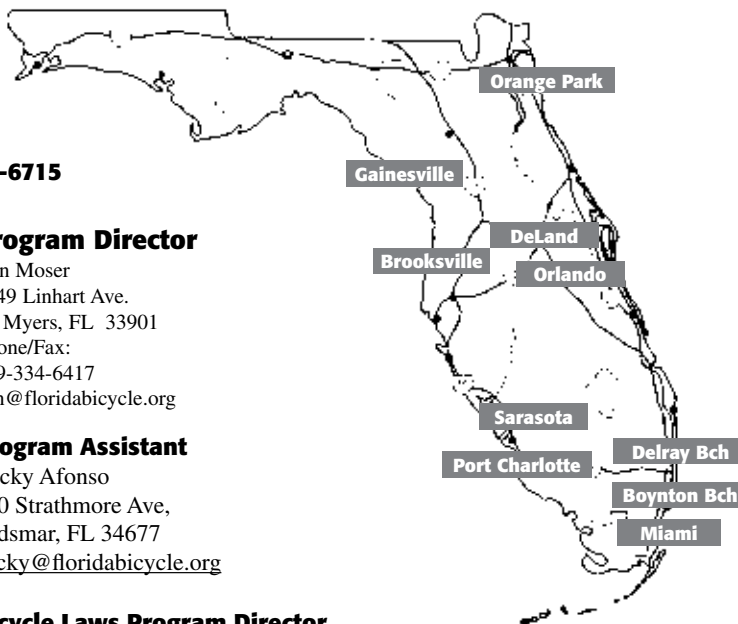 -6715
rogram Director
n Moser
49 Linhart Ave.
Myers, FL 33901
one/Fax:
9-334-6417
n@floridabicycle.org
ogram Assistant
cky Afonso
0 Strathmore Ave,
dsmar, FL 34677
cky@floridabicycle.org
cycle Laws Program Director
Orange Park
Gainesville
DeLand
Brooksville
Orlando
Sarasota
Delray Bch
Port Charlotte
Boynton Bch
Miami